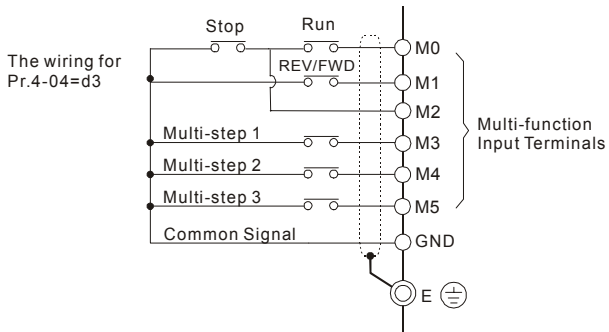 Stop
Run
M0
The wiring for
Pr.4-04=d3
REV/FWD
M1
M2
Multi-step 1
M3
Multi-function
Input Terminals
Multi-step 2
M4
Multi-step 3
M5
Common Signal
GND
E